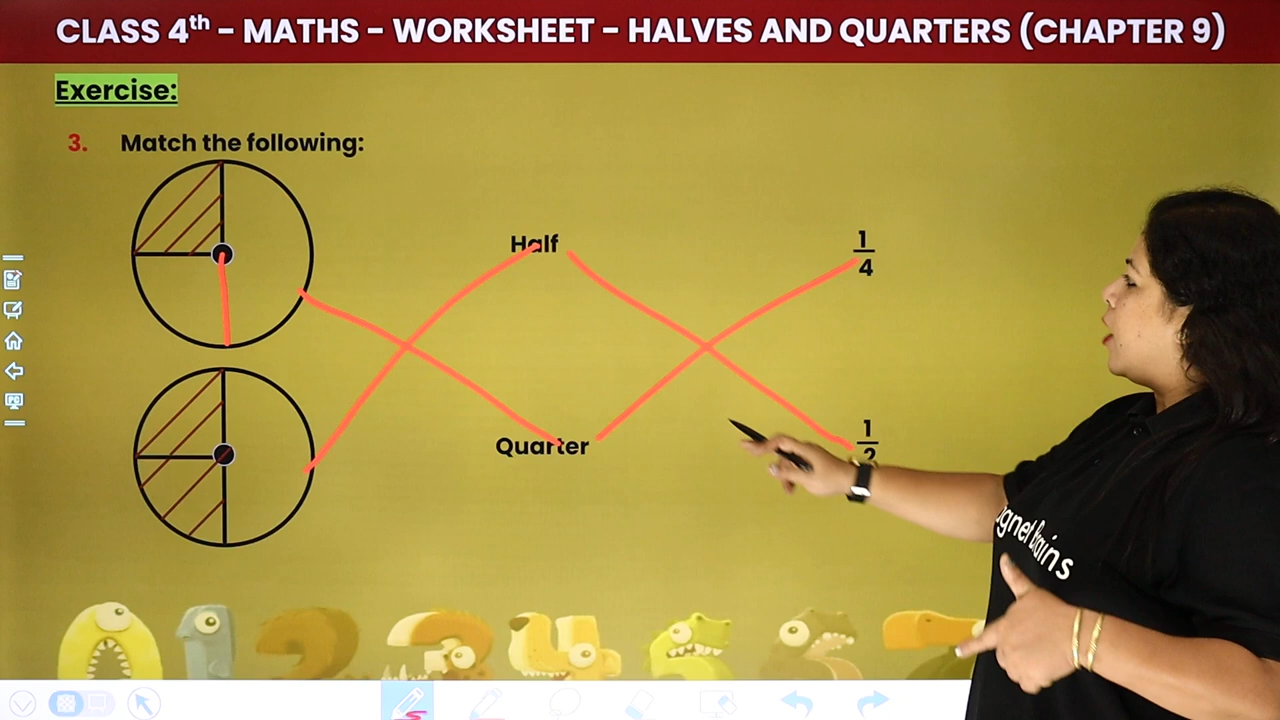 CLASS 4th - MATHS - WORKSHEET - HALVES AND QUARTERS (CHAPTER 9)
Exercise:
3. Match the following:
Half
1/4
Quarter
1/2
agnet Brains